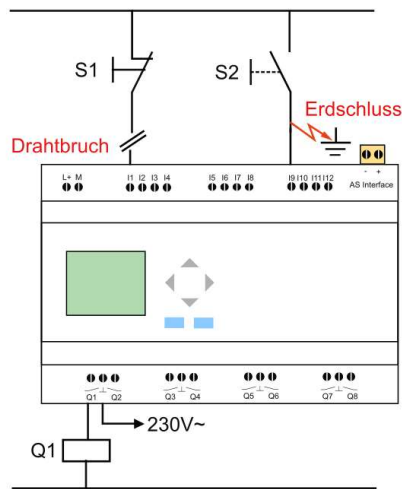 S1
S2
Erdschluss
Drahtbruch
L+ M
I1 I2 I3 I4
I5 I6 I7 I8
I9 I10 I11 I12
- +
AS Interface
Q1 Q2
Q3 Q4
Q5 Q6
Q7 Q8
230V~
Q1